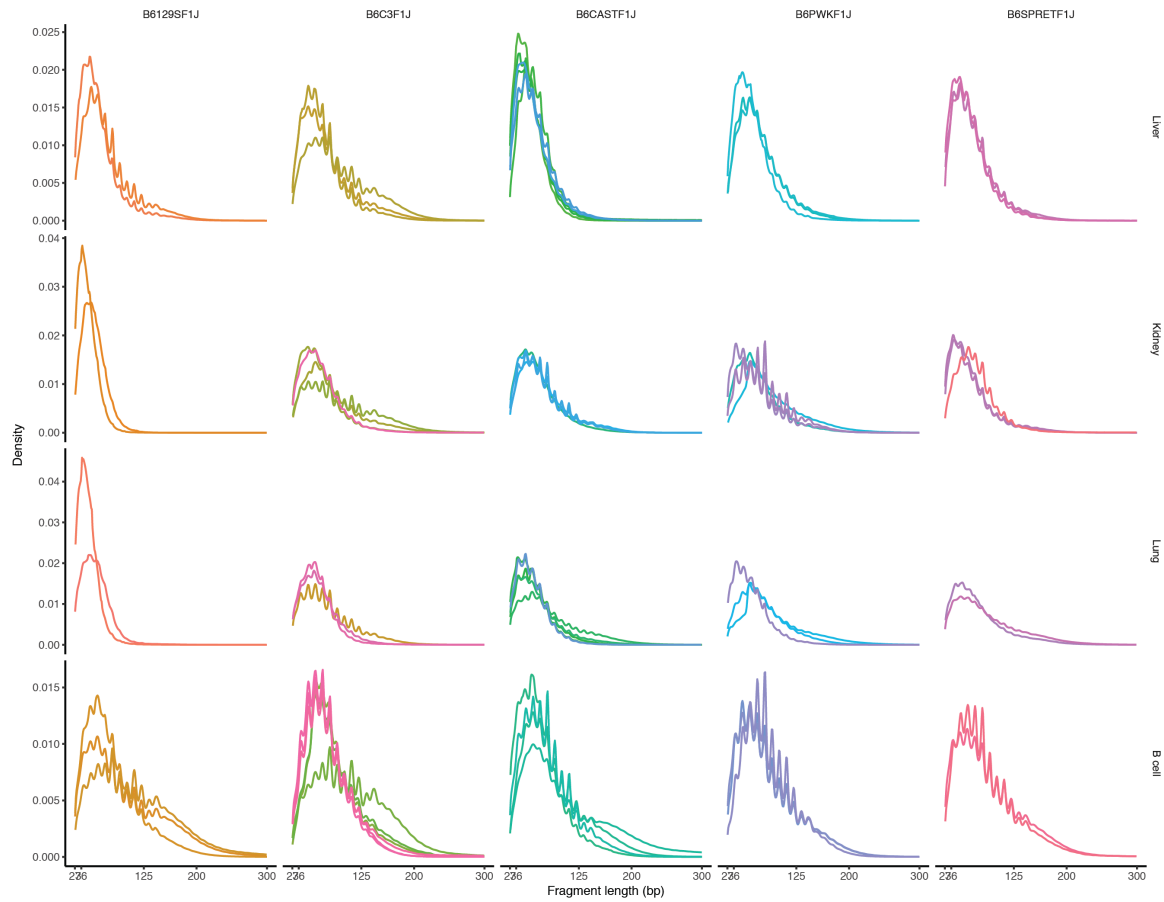 B6129SF1J B6C3F1J B6CASTF1J B6PWKF1J B6SPRETF1J
0.025
0.020
0.015
0.010
0.005
0.000
Liver
0.04
0.03
0.02
0.01
0.00
Kidney
Density
0.04
0.03
0.02
0.01
0.00
Lung
0.015
0.010
0.005
0.000
B cell
125 200 300 125 200 300 125 200 300 125 200 300 125 200 300
Fragment length (bp)